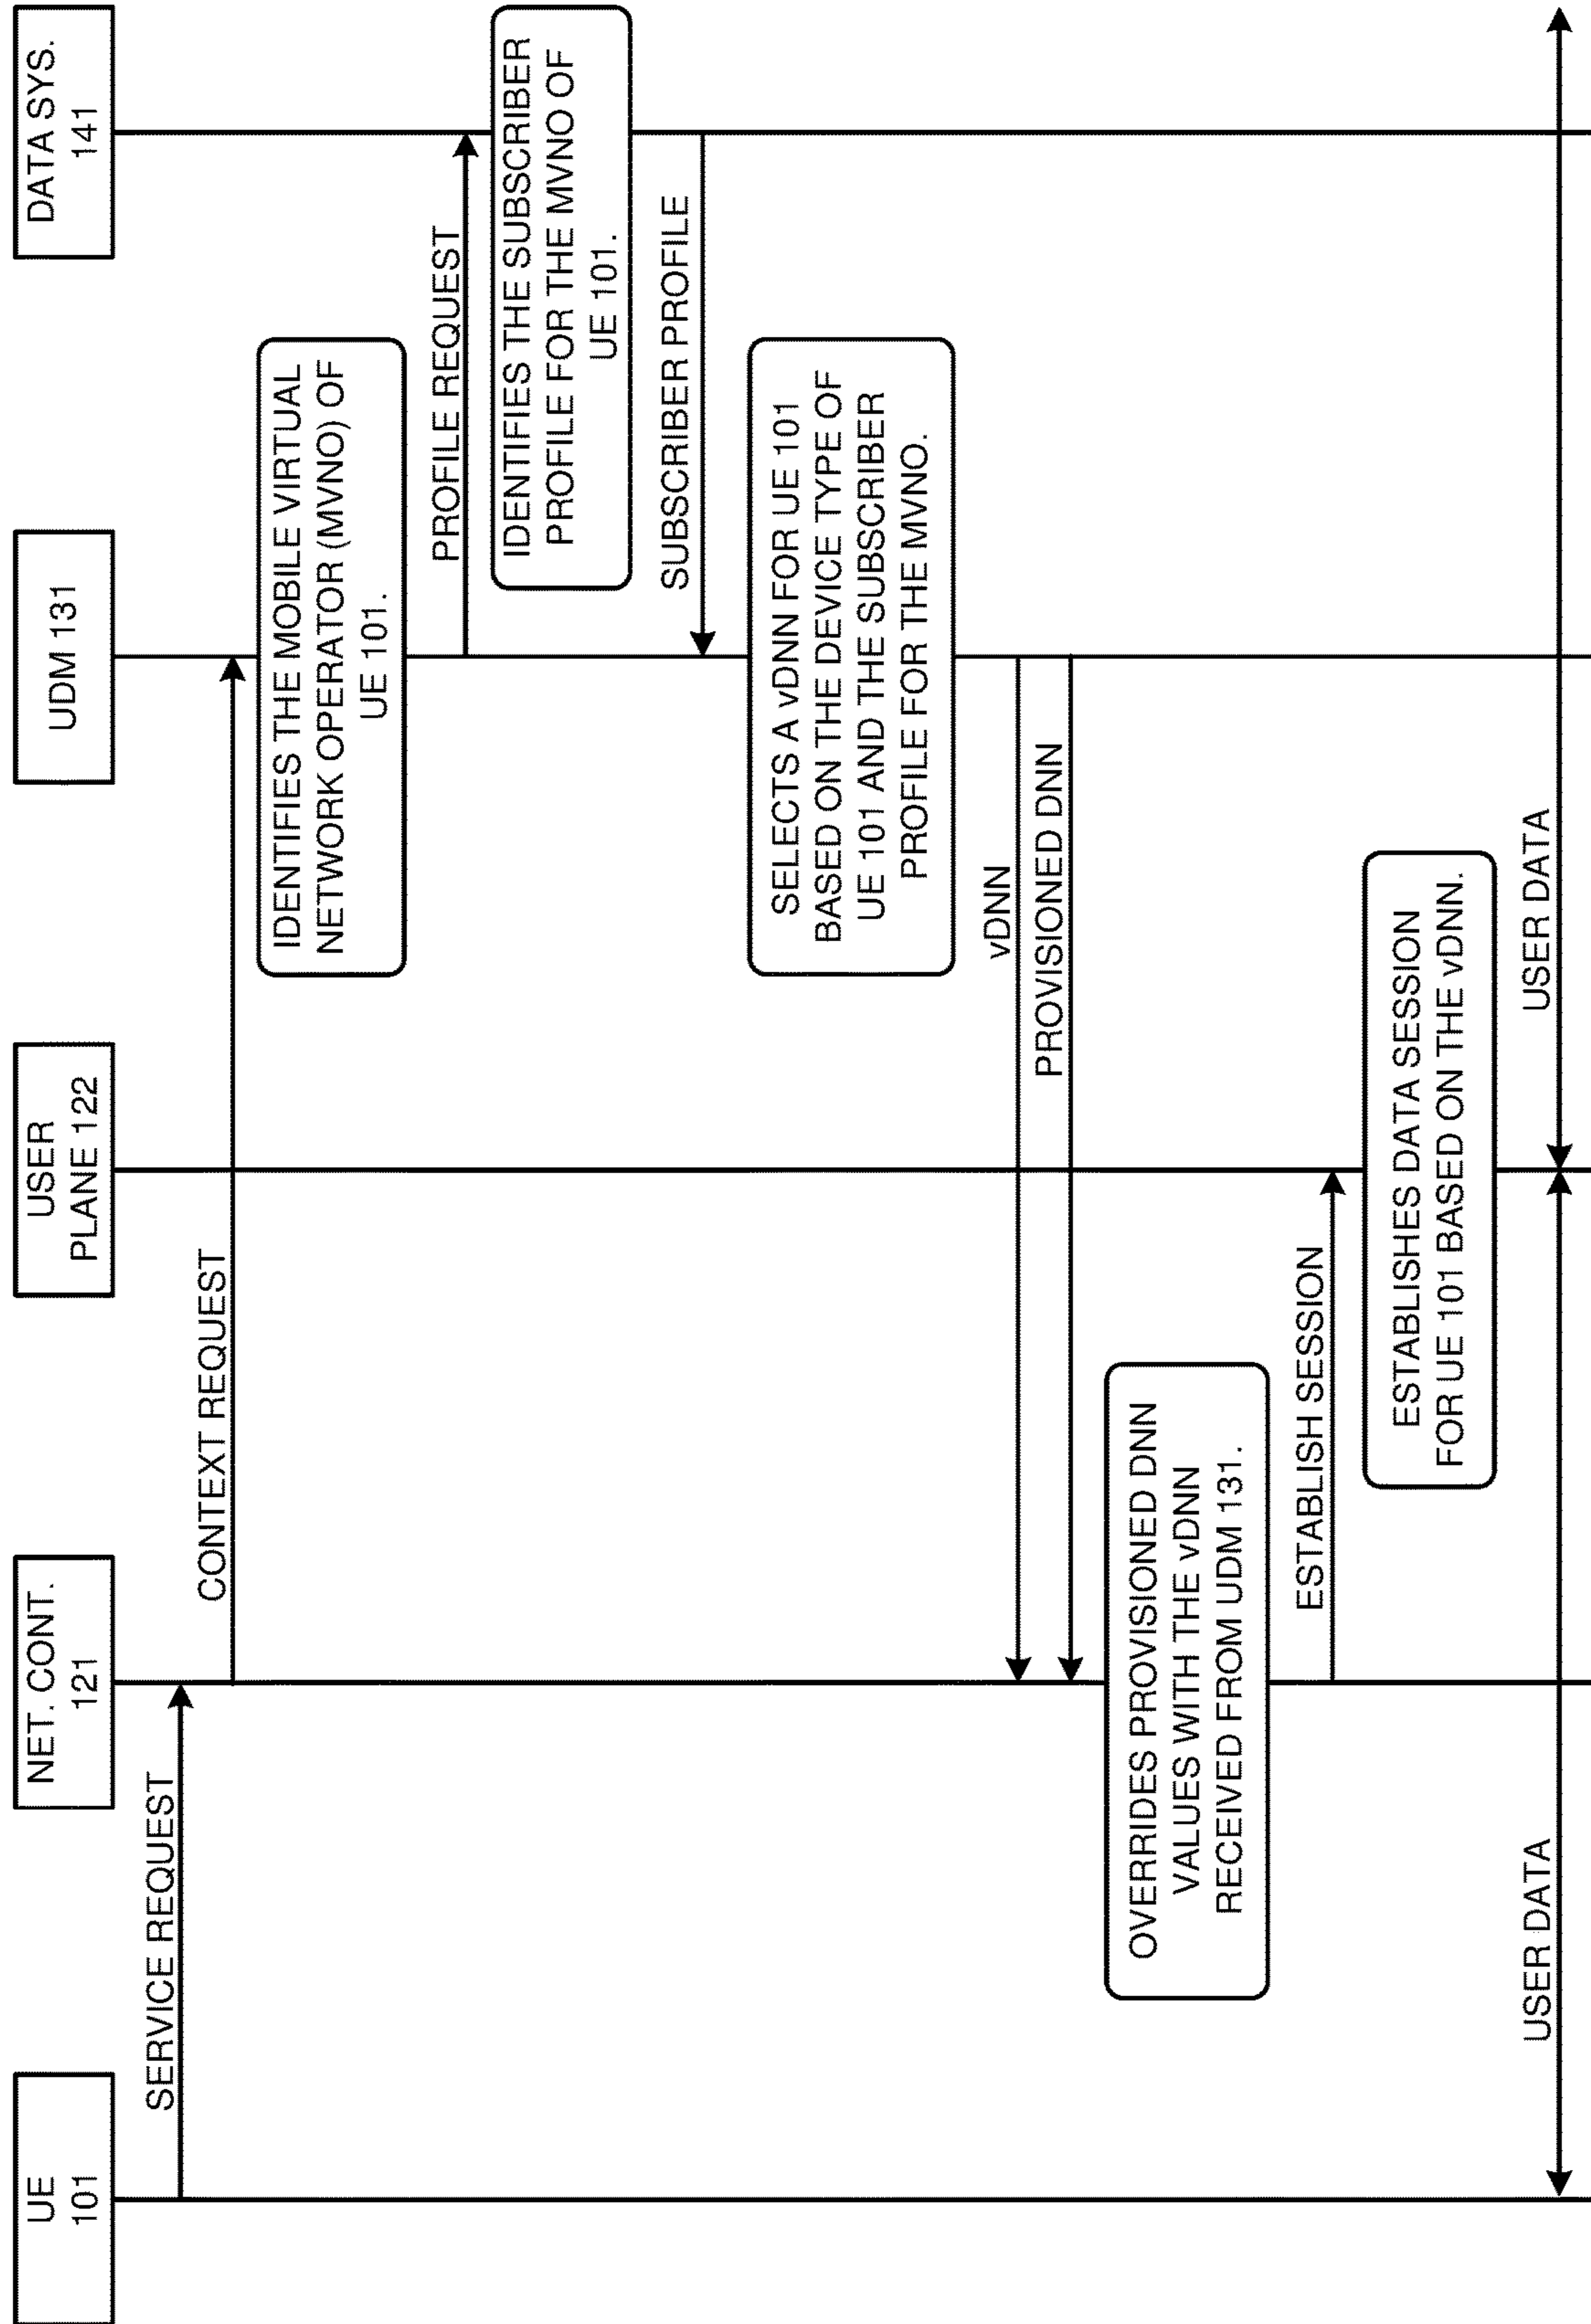 UE
101
NET. CONT.
121
USER
PLANE 122
UDM 131
DATA SYS.
141
SERVICE REQUEST
CONTEXT REQUEST
IDENTIFIES THE MOBILE VIRTUAL
NETWORK OPERATOR (MVNO) OF
UE 101.
PROFILE REQUEST
IDENTIFIES THE SUBSCRIBER
PROFILE FOR THE MVNO OF
UE 101.
SUBSCRIBER PROFILE
SELECTS A vDNN FOR UE 101
BASED ON THE DEVICE TYPE OF
UE 101 AND THE SUBSCRIBER
PROFILE FOR THE MVNO.
vDNN
PROVISIONED DNN
OVERRIDES PROVISIONED DNN
VALUES WITH THE vDNN
RECEIVED FROM UDM 131.
ESTABLISH SESSION
ESTABLISHES DATA SESSION
FOR UE 101 BASED ON THE vDNN.
USER DATA
USER DATA